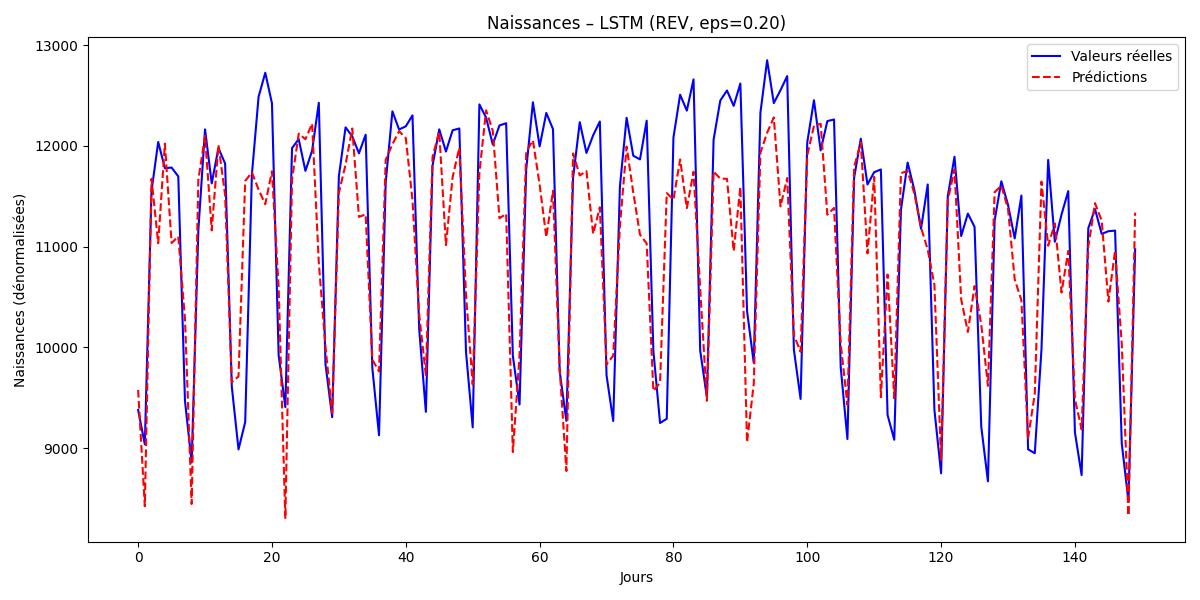 Naissances – LSTM (REV, eps=0.20)
Valeurs réelles
Prédictions
Naissances (dénormalisées)
13000
12000
11000
10000
9000
0 20 40 60 80 100 120 140
Jours